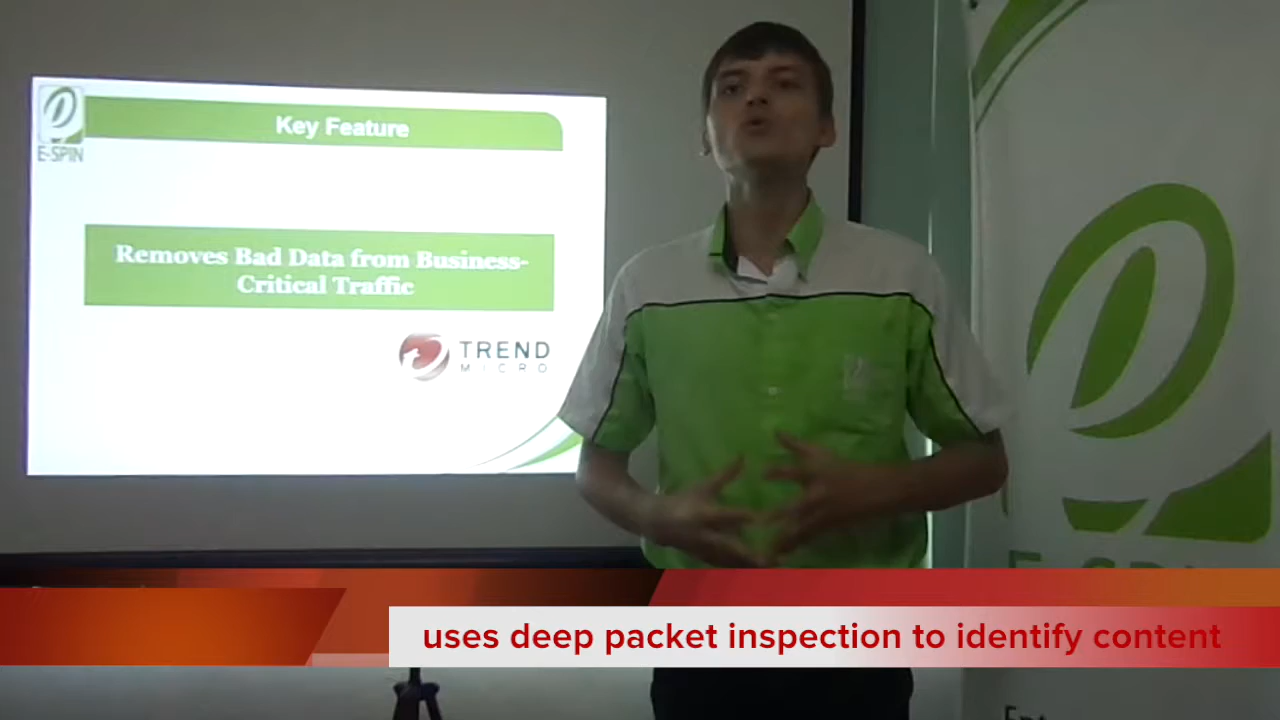 Key Feature
E-SPIN
Removes Bad Data from Business-
Critical Traffic
TREND
MICRO
uses deep packet inspection to identify content